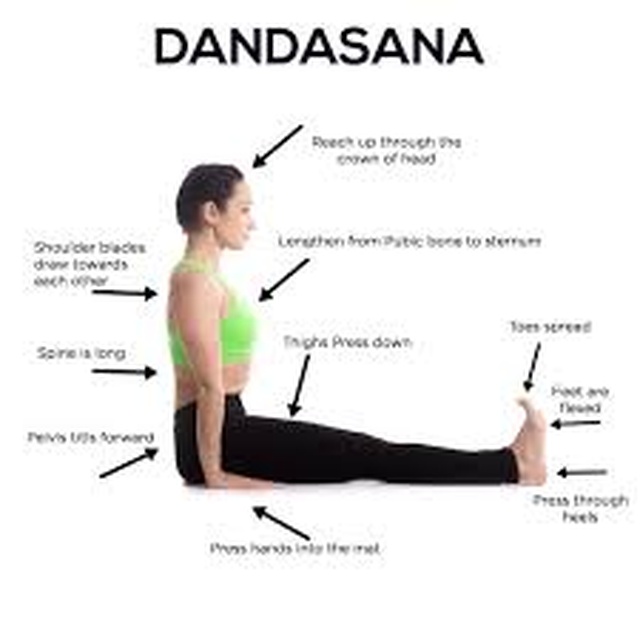 DANDASANA
Reach up through the
crown of head
Lengthen from Pubic bone to sternum
Shoulder blades
draw towards
each other
Thighs Press down
Toes spread
Spine is long
Feet are
flexed
Pelvis tilts forward
Press through
heels
Press hands into the mat